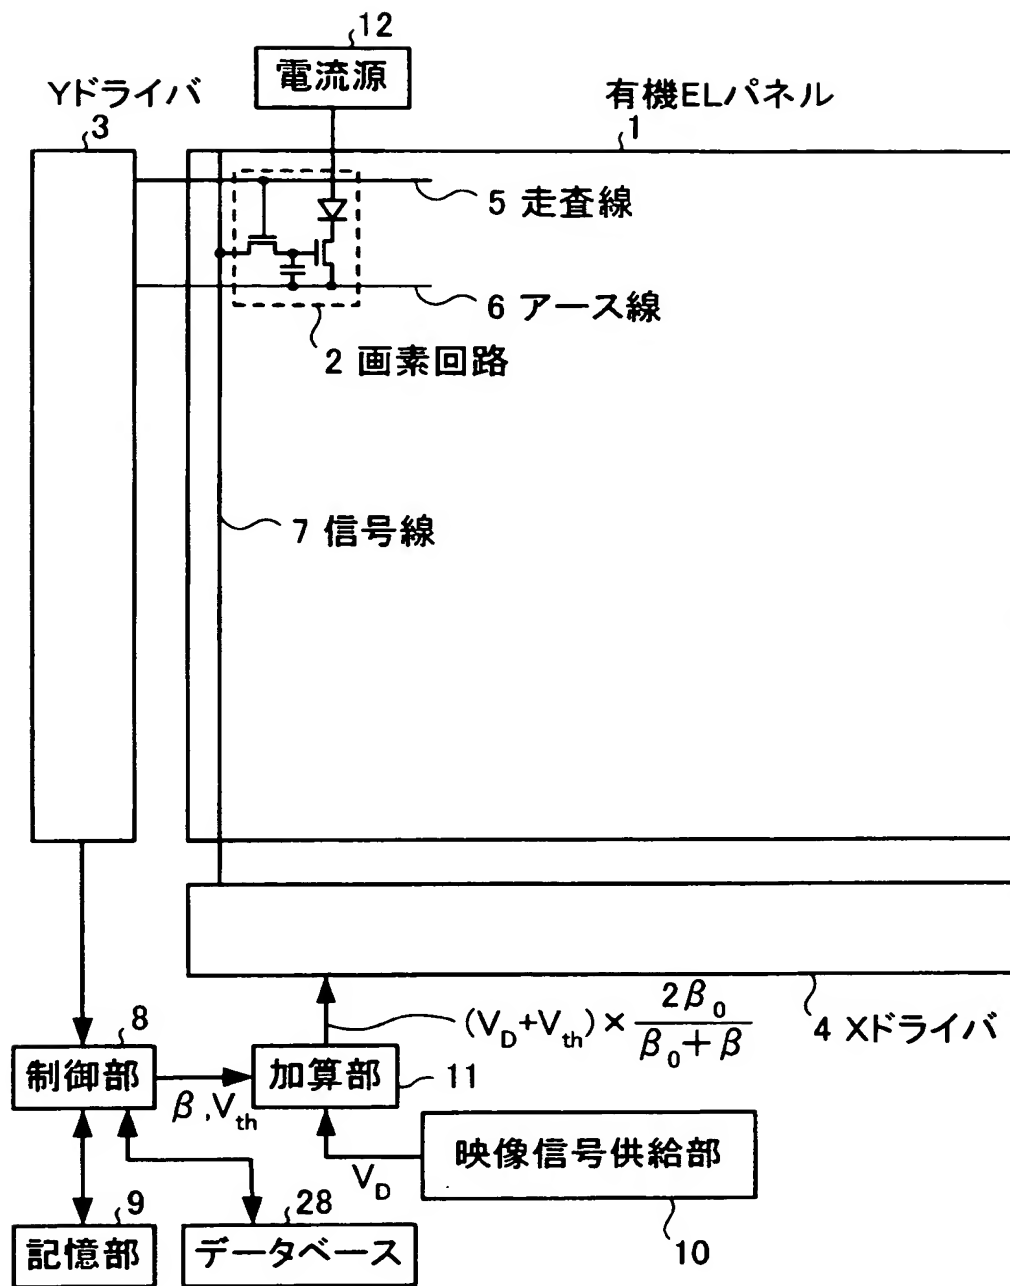 12
電流源
Yドライバ
3
有機ELパネル
1
5 走査線
6 アース線
2 画素回路
7 信号線
(V_D+V_th)×2β_0/(β_0+β)
4 Xドライバ
8
制御部
β,V_th
加算部
11
V_D
映像信号供給部
10
9
記憶部
28
データベース